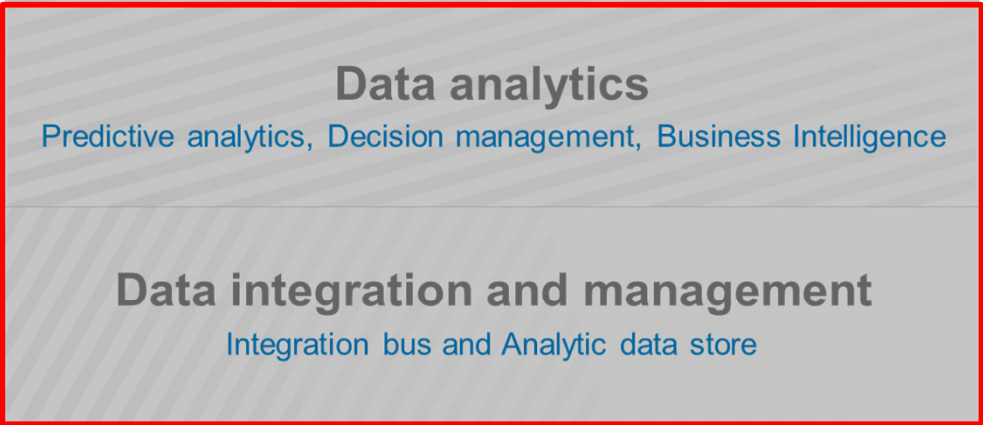 Data analytics
Predictive analytics, Decision management, Business Intelligence
Data integration and management
Integration bus and Analytic data store